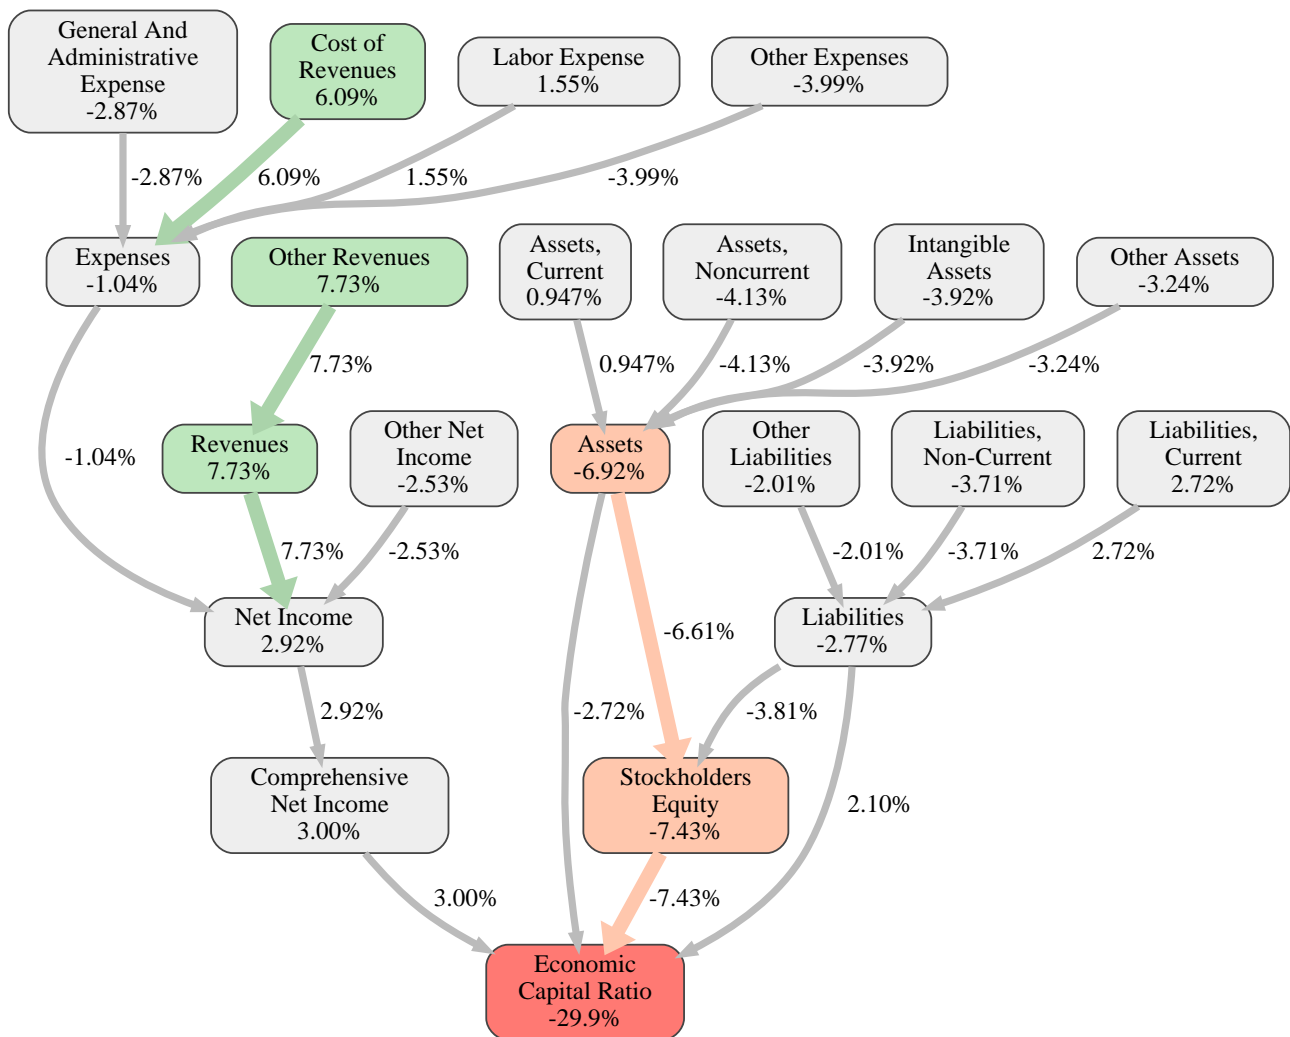 General And
Administrative
Expense
-2.87%
Cost of
Revenues
6.09%
Labor Expense
1.55%
Other Expenses
-3.99%
-2.87%
6.09%
1.55%
-3.99%
Expenses
-1.04%
Other Revenues
7.73%
Assets,
Current
0.947%
Assets,
Noncurrent
-4.13%
Intangible
Assets
-3.92%
Other Assets
-3.24%
7.73%
0.947%
-4.13%
-3.92%
-3.24%
-1.04%
Revenues
7.73%
Other Net
Income
-2.53%
Assets
-6.92%
Other
Liabilities
-2.01%
Liabilities,
Non-Current
-3.71%
Liabilities,
Current
2.72%
7.73%
-2.53%
-2.01%
-3.71%
2.72%
Net Income
2.92%
-6.61%
Liabilities
-2.77%
2.92%
-2.72%
-3.81%
2.10%
Comprehensive
Net Income
3.00%
Stockholders
Equity
-7.43%
3.00%
-7.43%
Economic
Capital Ratio
-29.9%